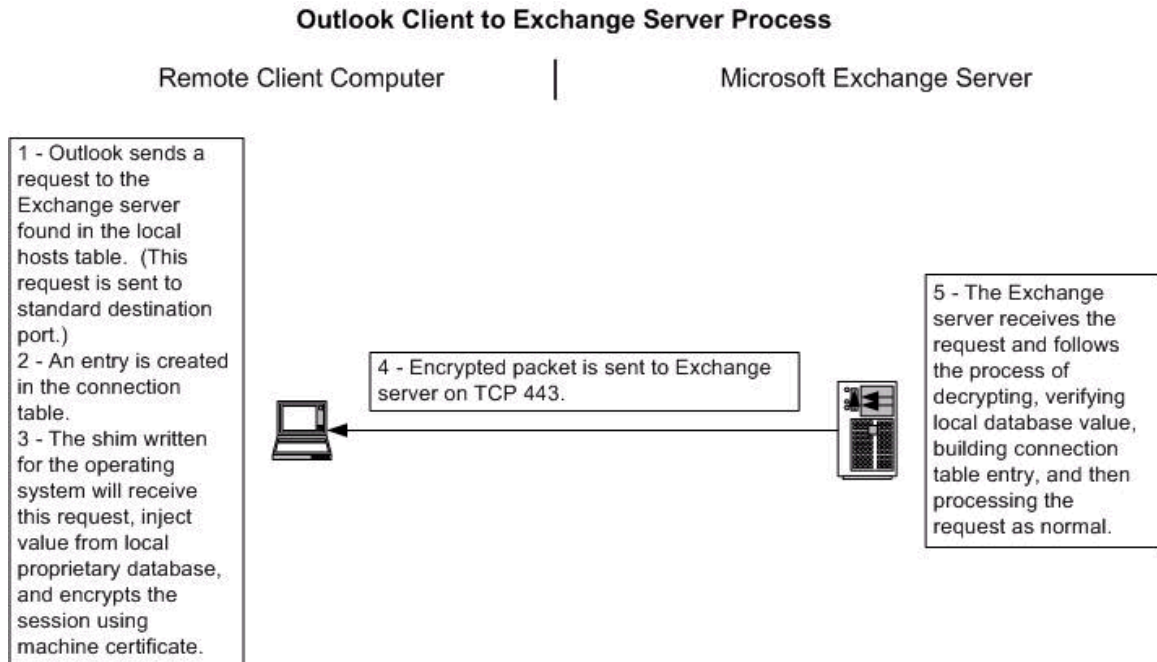 Outlook Client to Exchange Server Process
Remote Client Computer
Microsoft Exchange Server
1 - Outlook sends a
request to the
Exchange server
found in the local
hosts table. (This
request is sent to
standard destination
port.)
2 - An entry is created
in the connection
table.
3 - The shim written
for the operating
system will receive
this request, inject
value from local
proprietary database,
and encrypts the
session using
machine certificate.
4 - Encrypted packet is sent to Exchange
server on TCP 443.
5 - The Exchange
server receives the
request and follows
the process of
decrypting, verifying
local database value,
building connection
table entry, and then
processing the
request as normal.